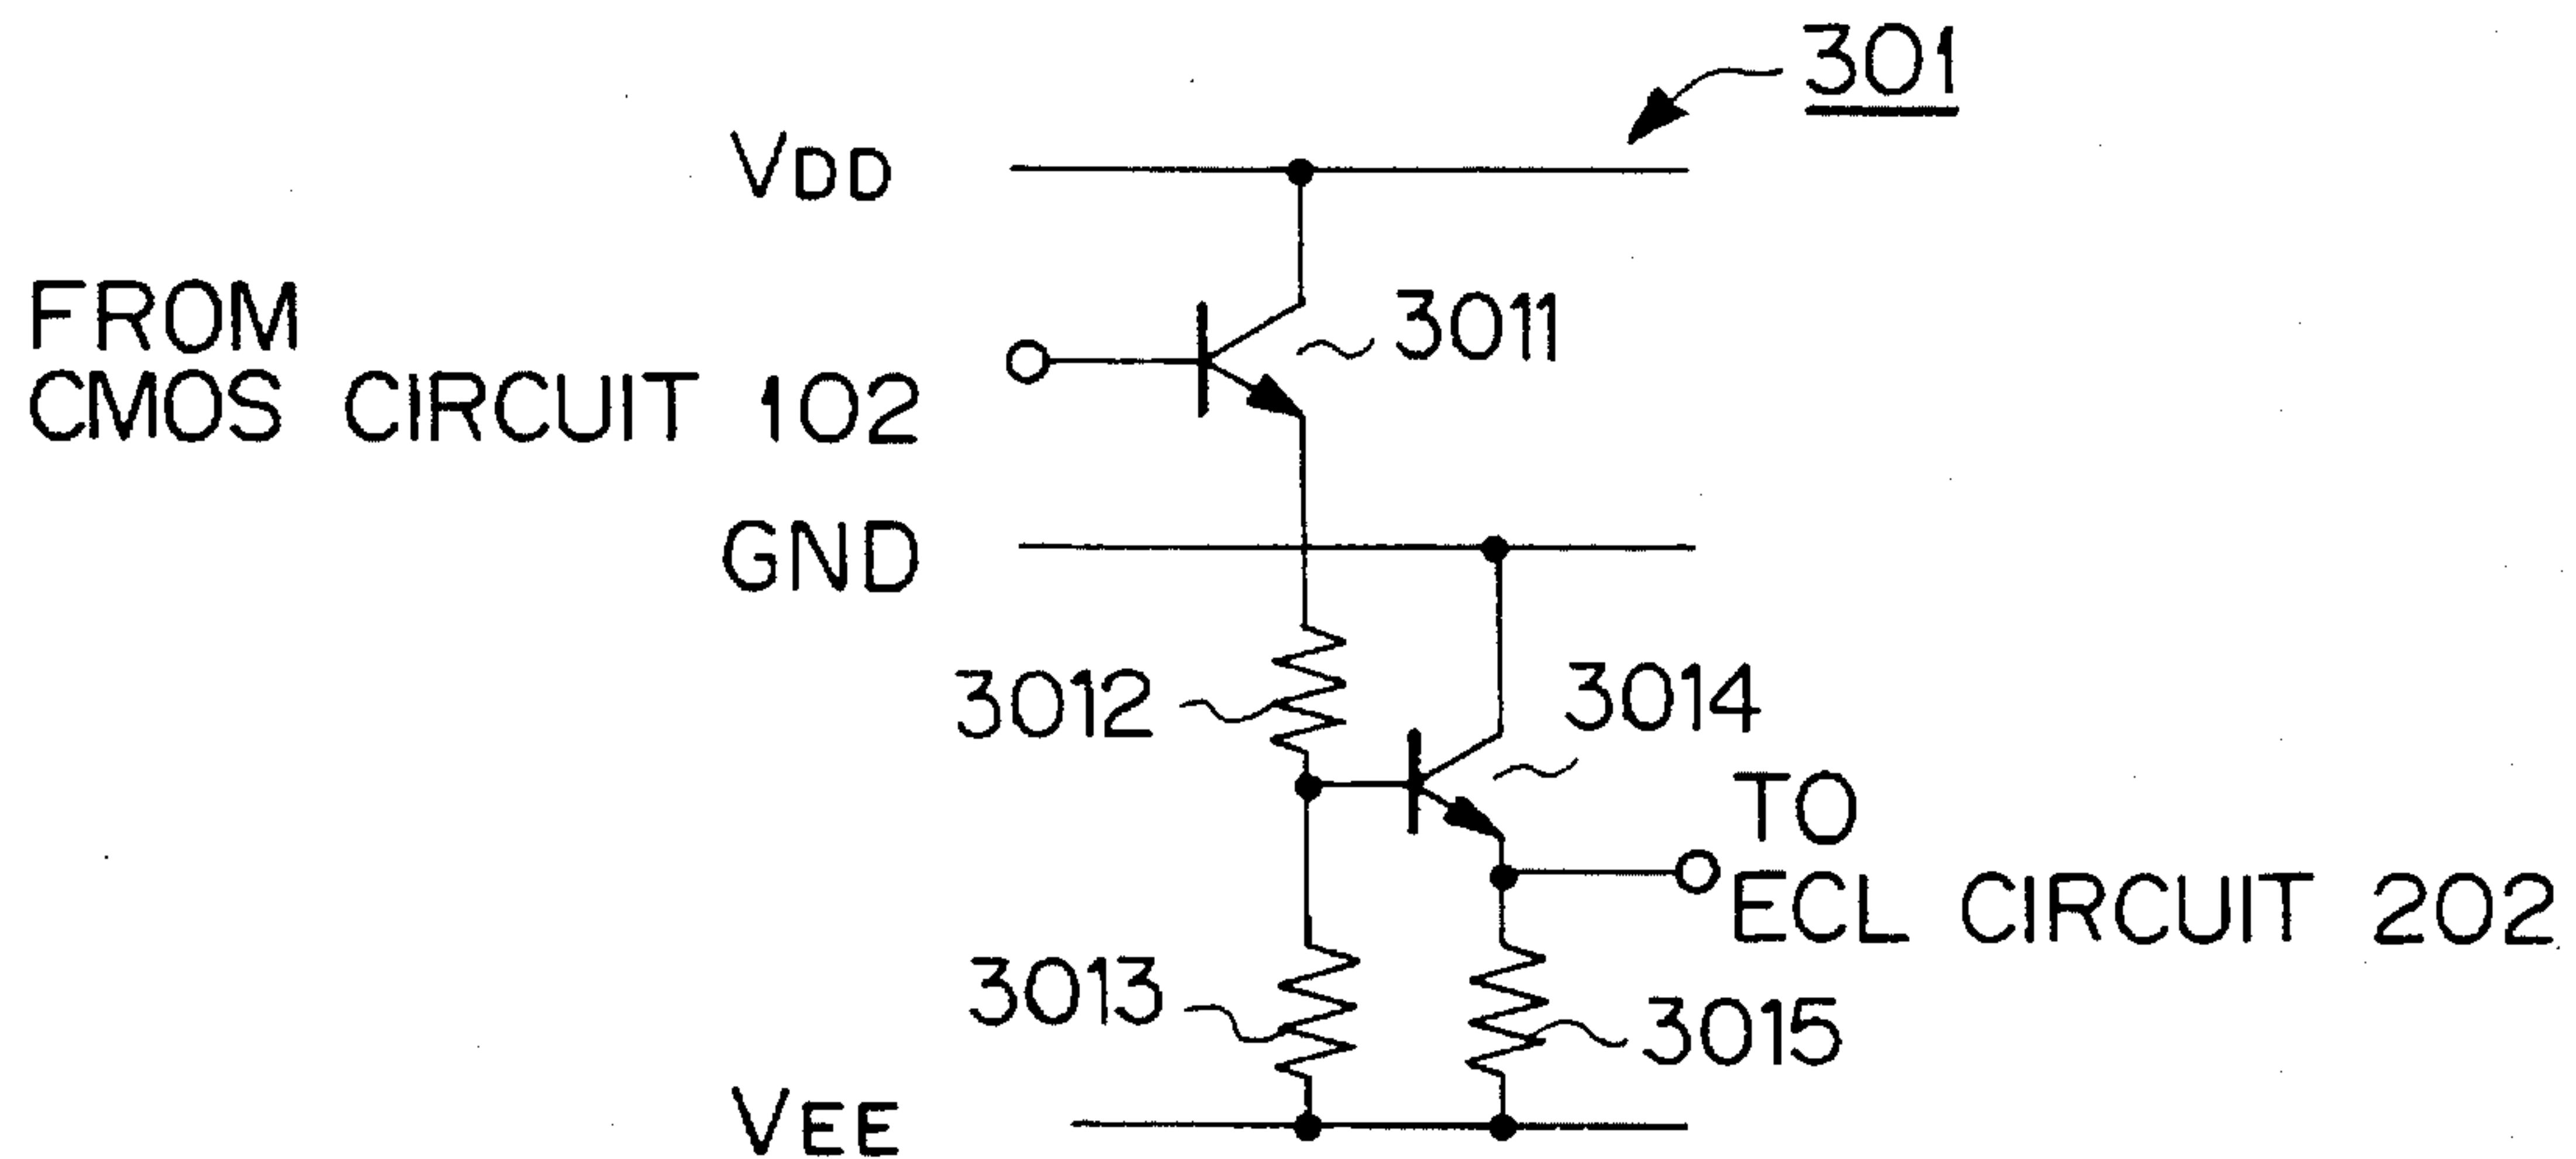 301
VDD
FROM
CMOS CIRCUIT 102
3011
GND
3012
3014
TO
ECL CIRCUIT 202
3013
3015
VEE